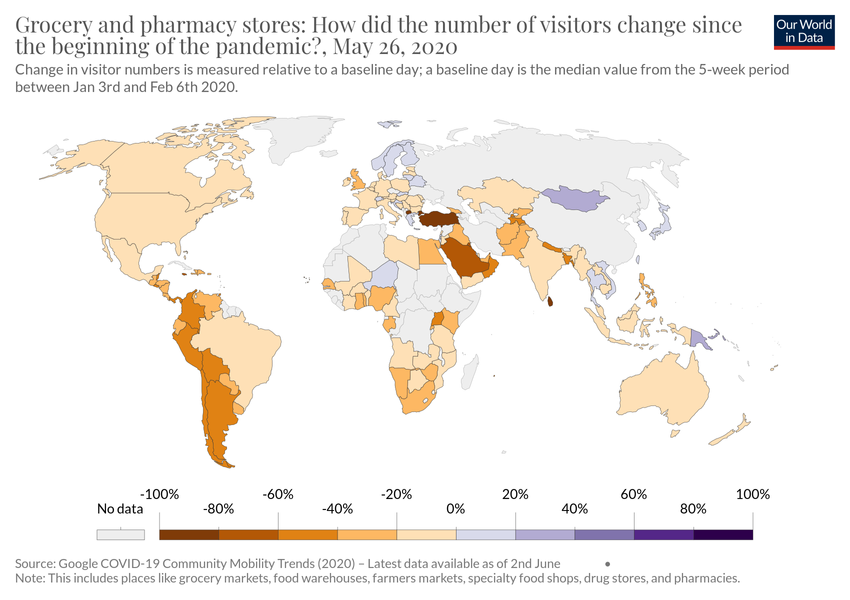 Grocery and pharmacy stores: How did the number of visitors change since
the beginning of the pandemic?, May 26, 2020
Our World
in Data
Change in visitor numbers is measured relative to a baseline day; a baseline day is the median value from the 5-week period
between Jan 3rd and Feb 6th 2020.
-100% -60% -20% 20% 60% 100%
No data -80% -40% 0% 40% 80%
Source: Google COVID-19 Community Mobility Trends (2020) – Latest data available as of 2nd June
Note: This includes places like grocery markets, food warehouses, farmers markets, specialty food shops, drug stores, and pharmacies.